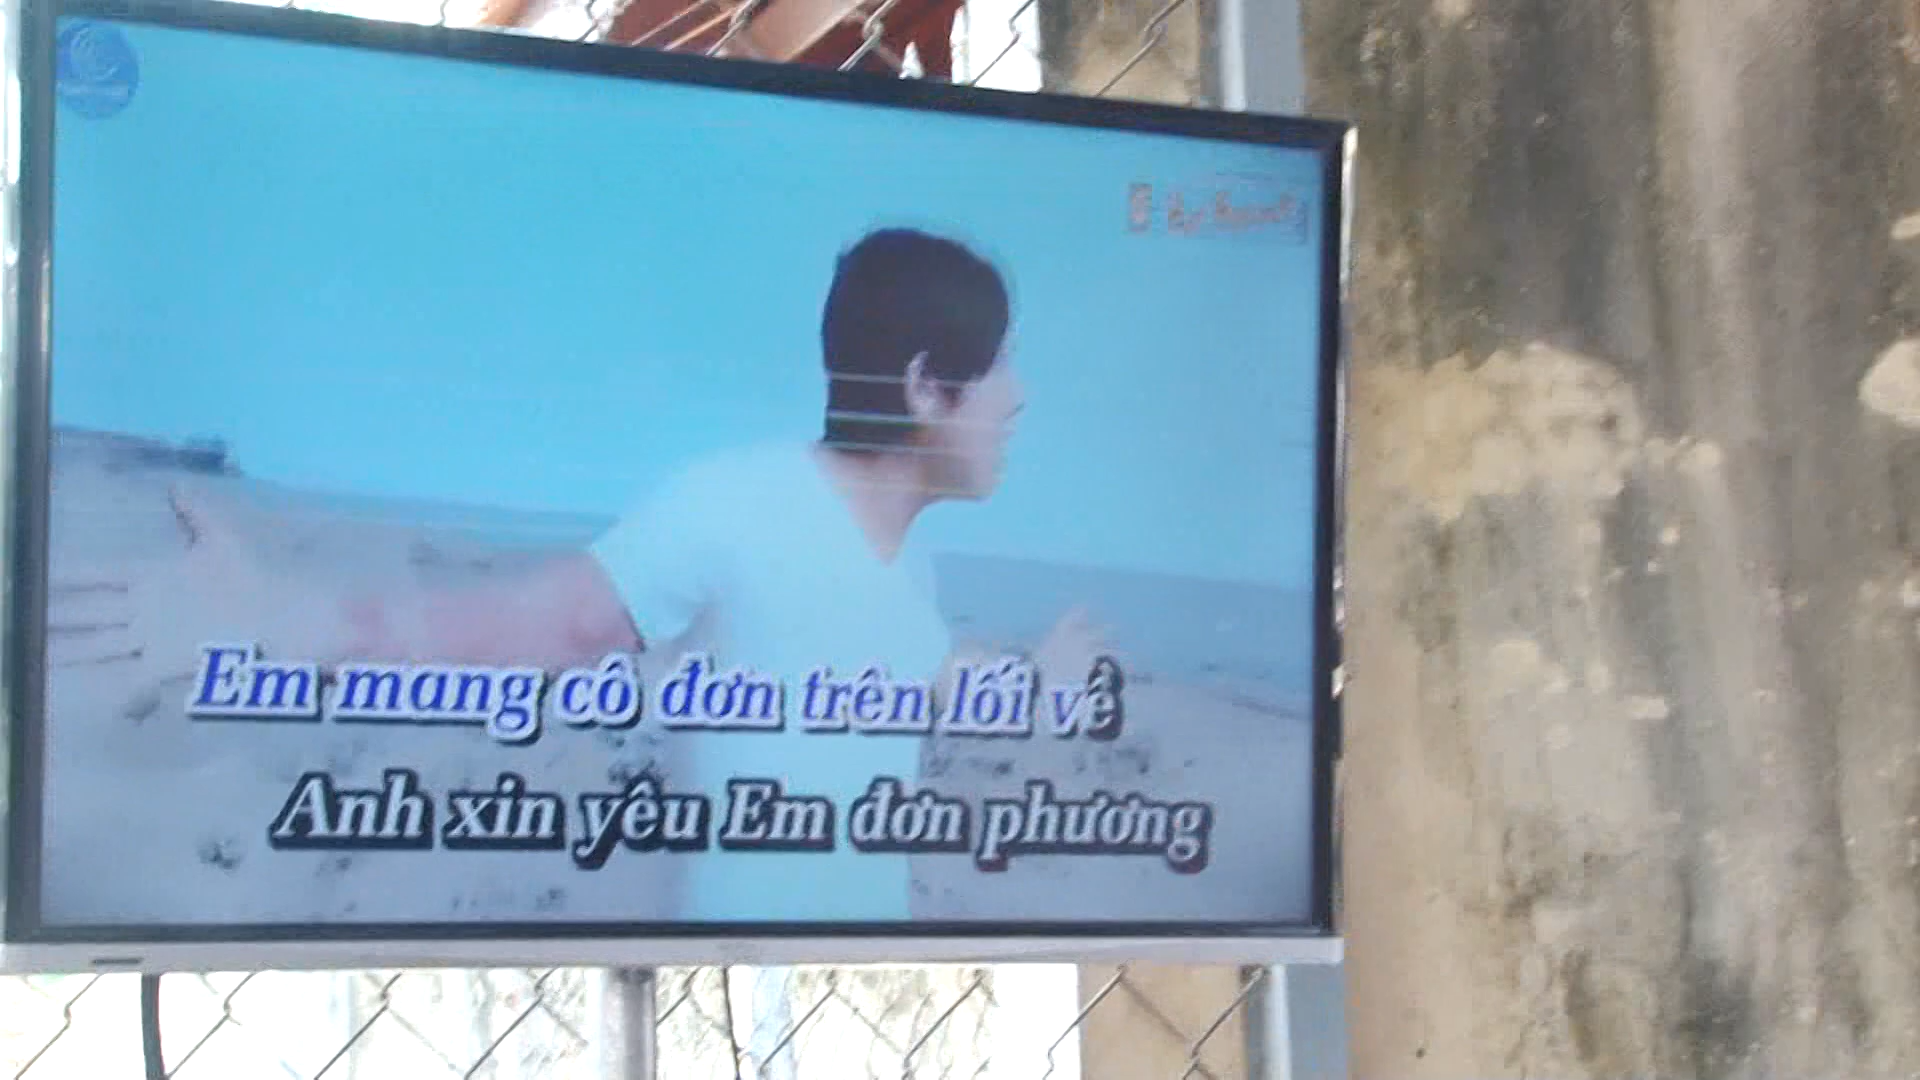 Em mang cô đơn trên lối về
Anh xin yêu Em đơn phương